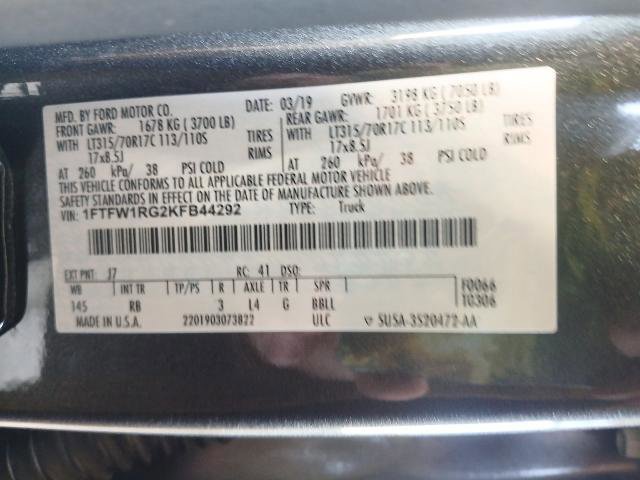 MFD. BY FORD MOTOR CO. DATE: 03/19 GVWR: 3198 KG (7050 LB)
FRONT GAWR: 1678 KG (3700 LB) REAR GAWR: 1701 KG (3750 LB)
WITH LT315/70R17C 113/110S TIRES WITH LT315/70R17C 113/110S TIRES
17x8.5J RIMS 17x8.5J RIMS
AT 260 kPa/ 38 PSI COLD AT 260 kPa/ 38 PSI COLD
THIS VEHICLE CONFORMS TO ALL APPLICABLE FEDERAL MOTOR VEHICLE
SAFETY STANDARDS IN EFFECT ON THE DATE OF MANUFACTURE SHOWN ABOVE.
VIN: 1FTFW1RG2KFB44292 TYPE: Truck
EXT PNT: J7 RC: 41 DSO:
WB INT TR TP/PS R AXLE TR SPR F0066
145 RB 3 L4 G BBLL T0306
MADE IN U.S.A. 2201903073822 ULC 5U5A-3520472-AA